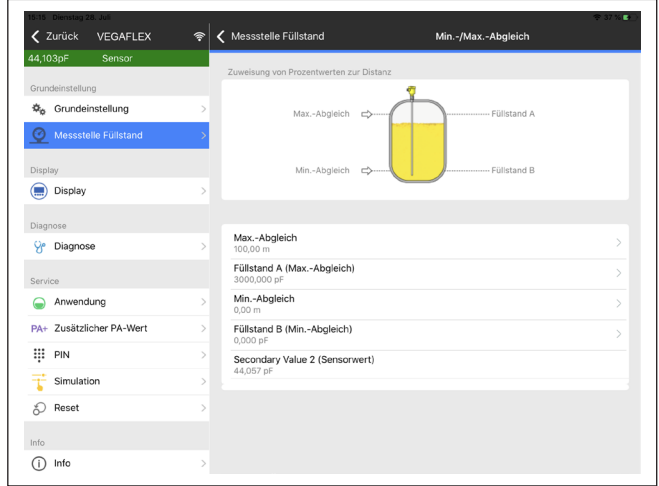 15:15 Dienstag 28. Juli
37 %
Zurück VEGAFLEX
Messstelle Füllstand
Min.-/Max.-Abgleich
44,103pF Sensor
Grundeinstellung
Grundeinstellung
Messstelle Füllstand
Display
Display
Diagnose
Diagnose
Service
Anwendung
PA+ Zusätzlicher PA-Wert
PIN
Simulation
Reset
Info
Info
Zuweisung von Prozentwerten zur Distanz
Max.-Abgleich
Füllstand A
Min.-Abgleich
Füllstand B
Max.-Abgleich
100,00 m
Füllstand A (Max.-Abgleich)
3000,000 pF
Min.-Abgleich
0,00 m
Füllstand B (Min.-Abgleich)
0,000 pF
Secondary Value 2 (Sensorwert)
44,057 pF